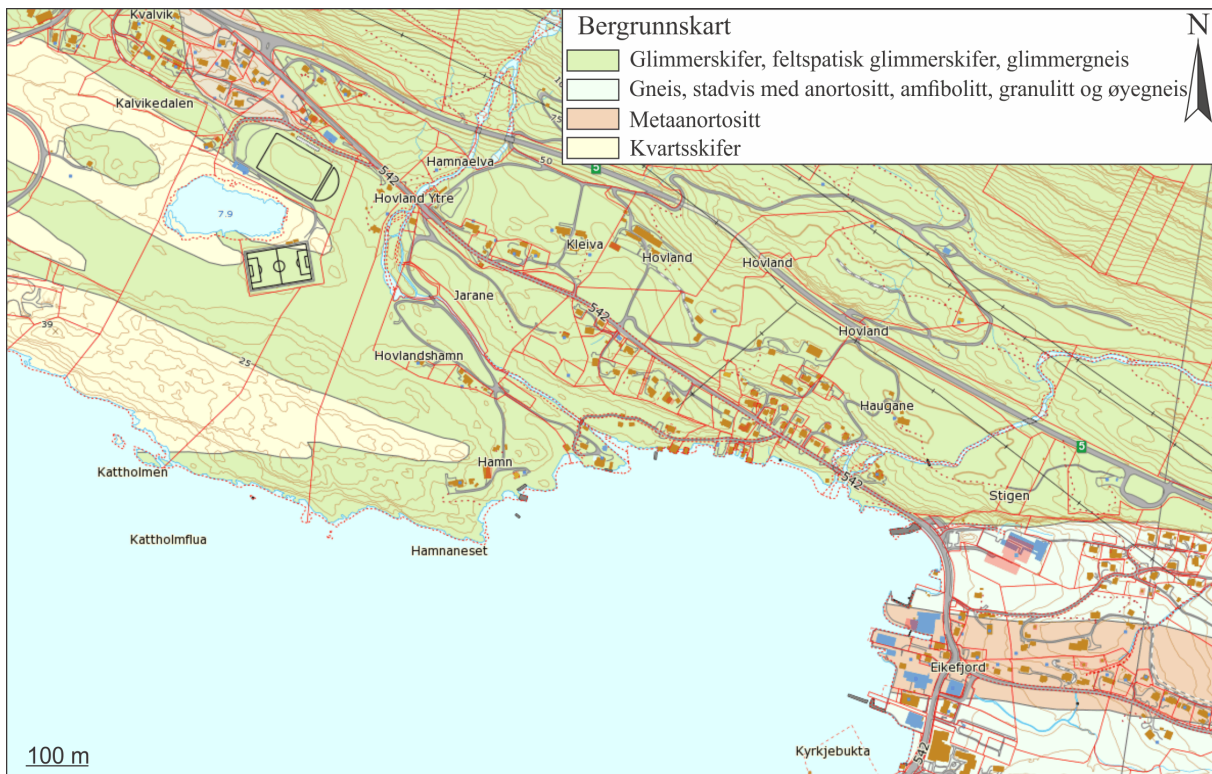 Bergrunnskart
N
Glimmerskifer, feltspatisk glimmerskifer, glimmergneis
Gneis, stadvis med anortositt, amfibolitt, granulitt og øyegneis
Metaanortositt
Kvartsskifer
Kvalvik
Kalvikedalen
Hamnaelva
50
5
75
542
Hovland Ytre
7.9
Kleiva
Hovland
Hovland
Jarane
542
Hovland
39
25
Hovlandshamn
Haugane
5
Hamn
Kattholmen
542
Stigen
Kattholmflua
Hamnaneset
Eikefjord
Kyrkjebukta
542
100 m